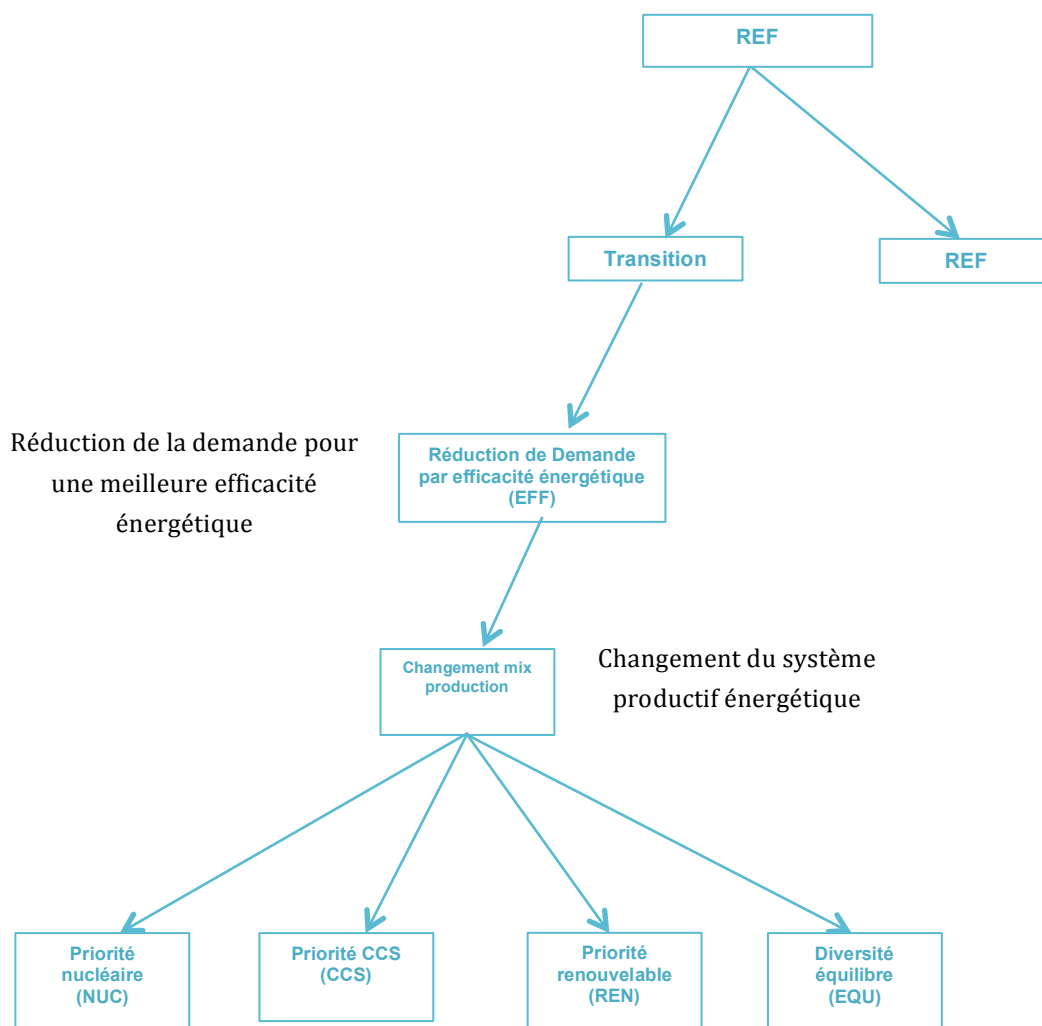 REF
Transition
REF
Réduction de la demande pour
une meilleure efficacité
énergétique
Réduction de Demande
par efficacité énergétique
(EFF)
Changement mix
production
Changement du système
productif énergétique
Priorité
nucléaire
(NUC)
Priorité CCS
(CCS)
Priorité
renouvelable
(REN)
Diversité
équilibre
(EQU)